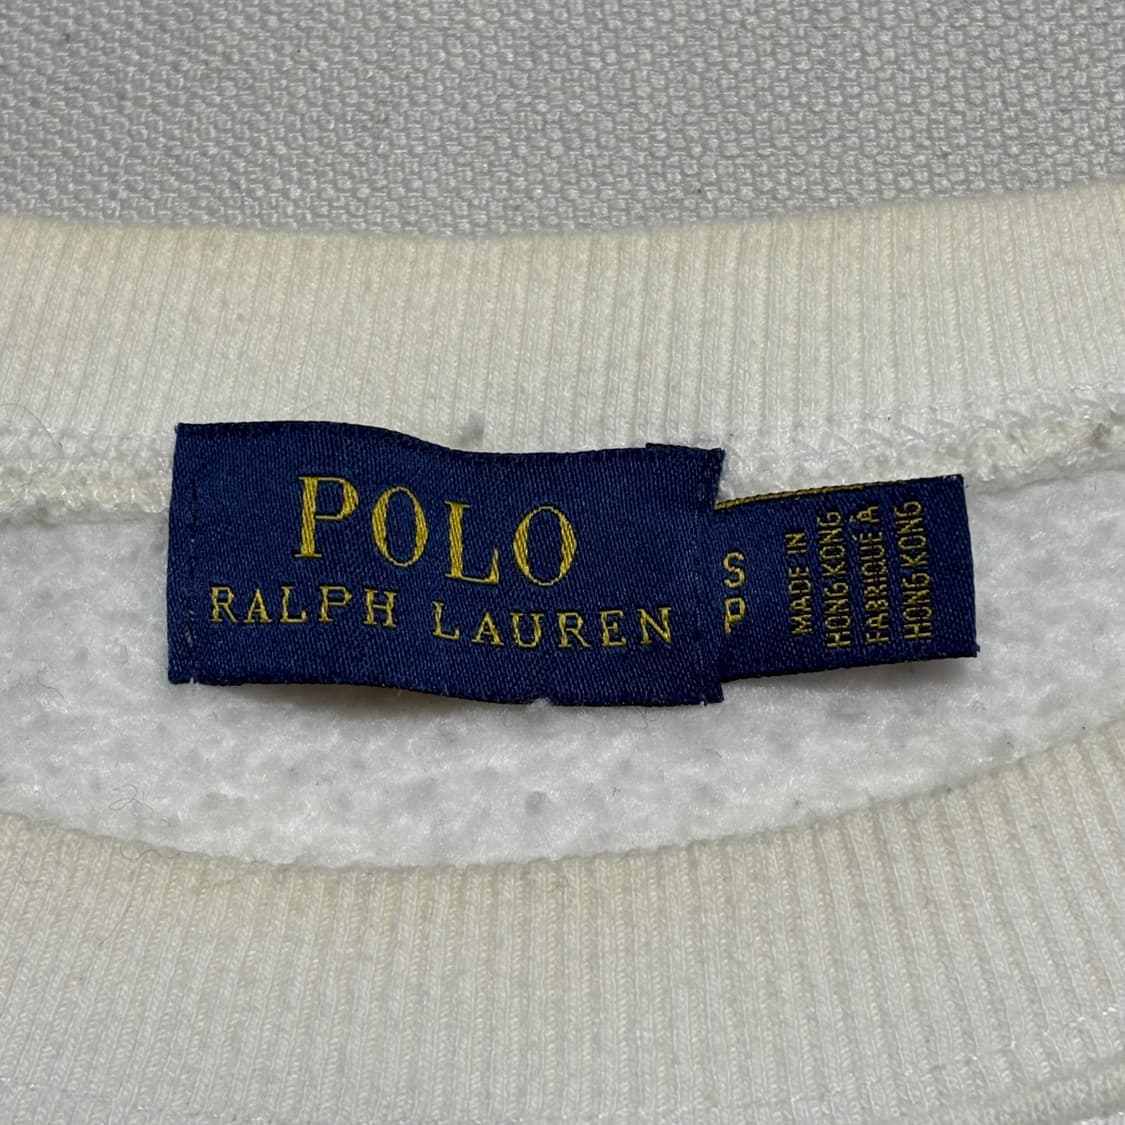 POLO
RALPH LAUREN
S
P
MADE IN
HONG KONG
FABRIQUÉ À
HONG KONG